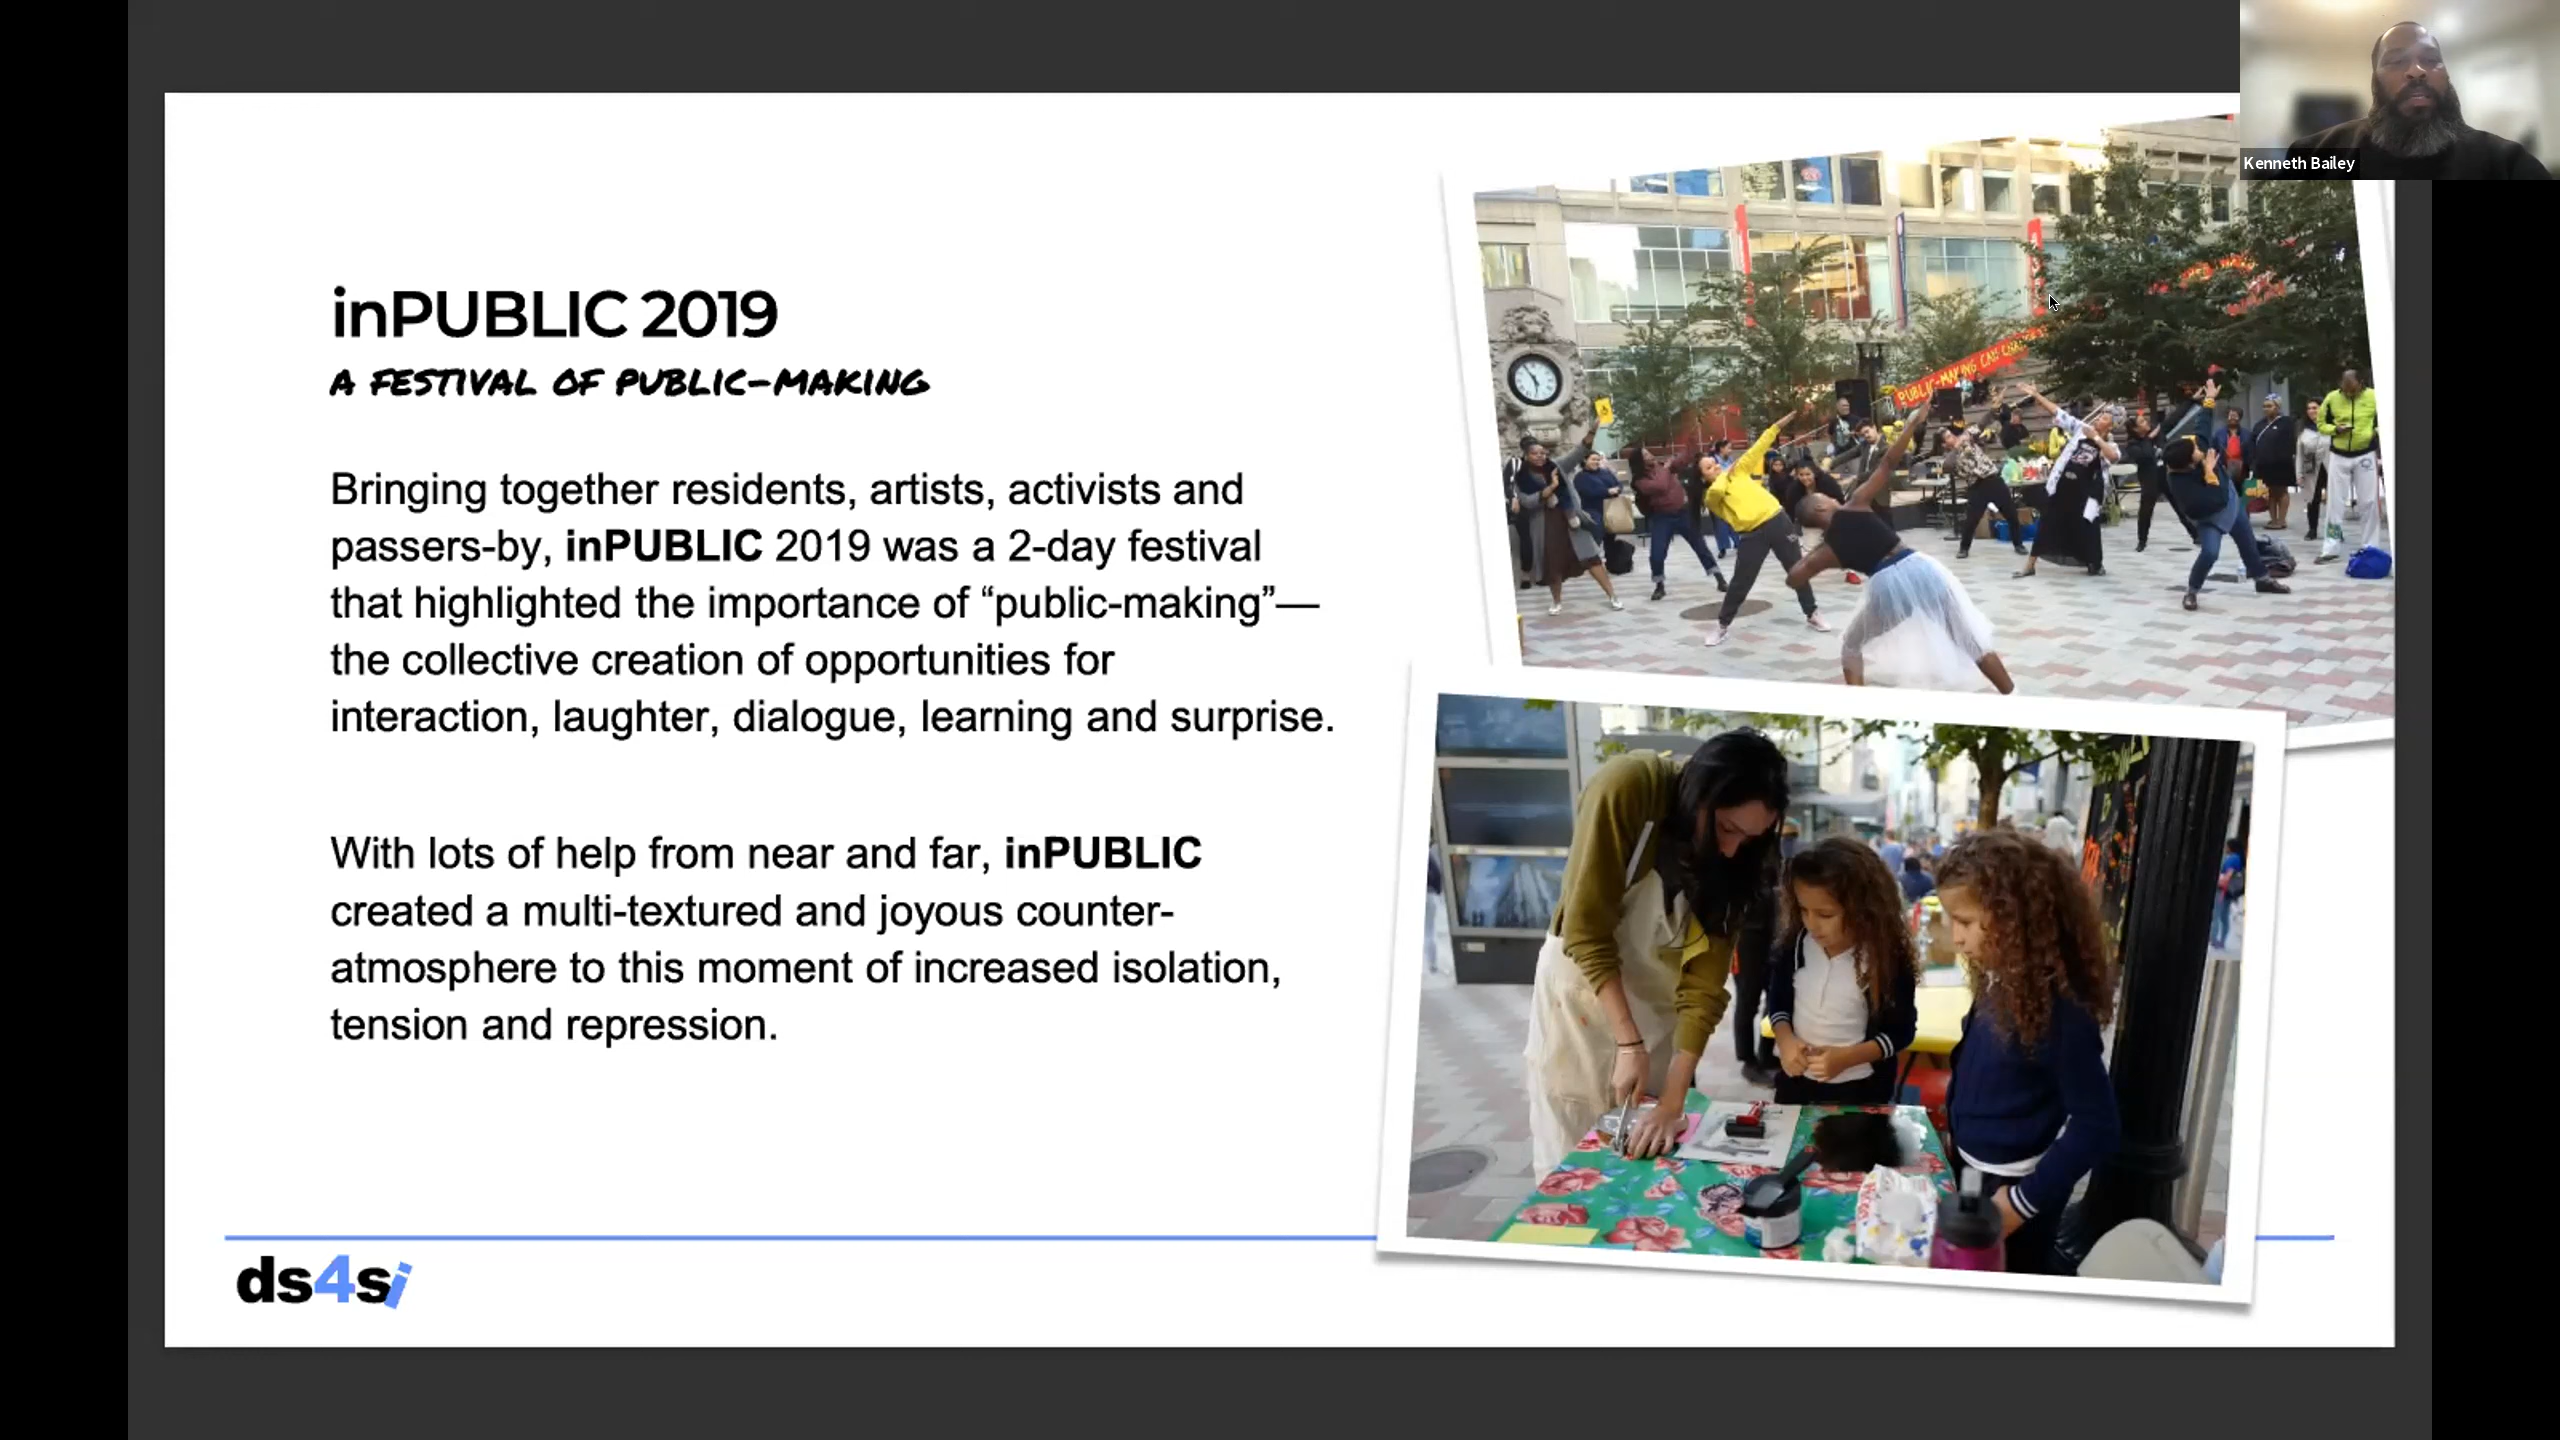 Kenneth Bailey
inPUBLIC 2019
A FESTIVAL OF PUBLIC-MAKING
Bringing together residents, artists, activists and
passers-by, inPUBLIC 2019 was a 2-day festival
that highlighted the importance of “public-making”—
the collective creation of opportunities for
interaction, laughter, dialogue, learning and surprise.
With lots of help from near and far, inPUBLIC
created a multi-textured and joyous counter-
atmosphere to this moment of increased isolation,
tension and repression.
PUBLIC-MAKING CAN
ds4si